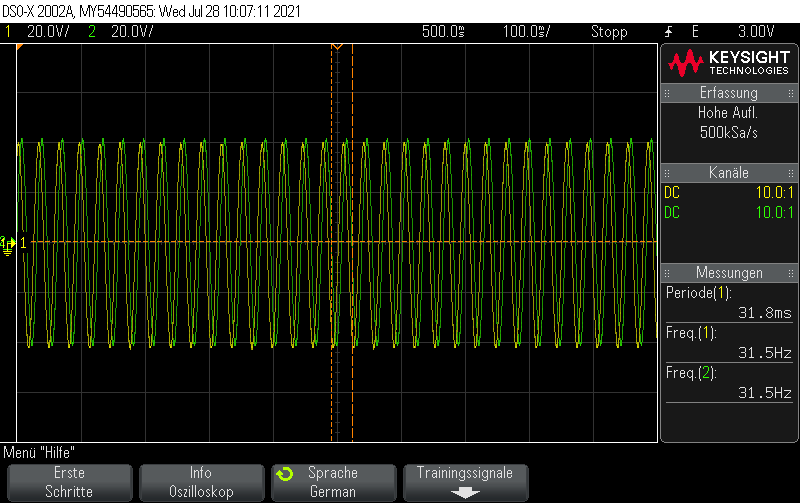 DSO-X 2002A, MY54490565: Wed Jul 28 10:07:11 2021
1 20.0V/ 2 20.0V/ 500.0s 100.0s/ Stopp E 3.00V
KEYSIGHT
TECHNOLOGIES
Erfassung
Hohe Aufl.
500kSa/s
Kanäle
DC 10.0:1
DC 10.0:1
1
Messungen
Periode(1):
31.8ms
Freq.(1):
31.5Hz
Freq.(2):
31.5Hz
Menü "Hilfe"
Erste
Schritte
Info
Oszilloskop
Sprache
German
Trainingssignale